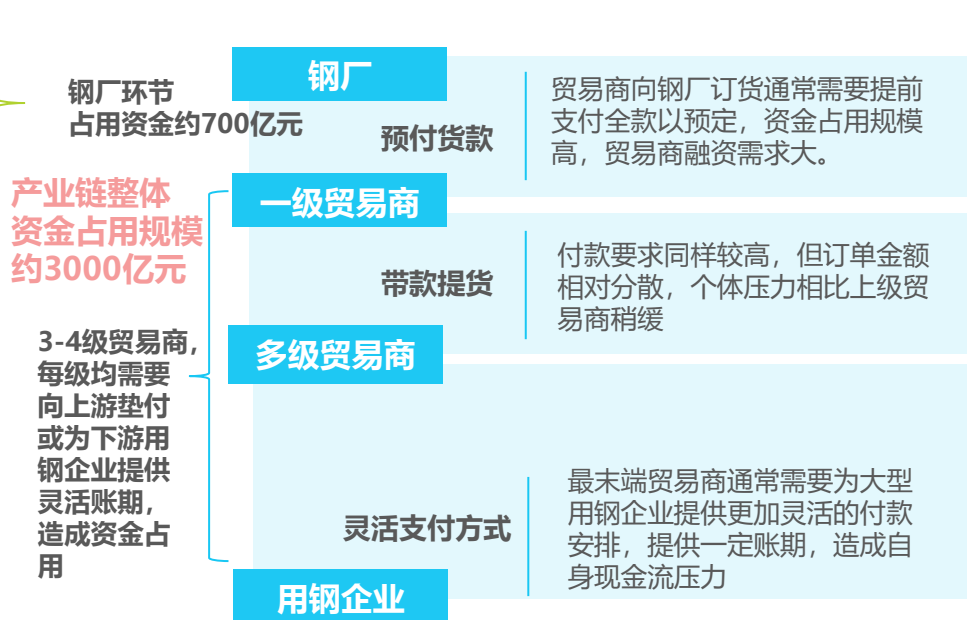 钢厂
钢厂环节
占用资金约700亿元
预付货款
贸易商向钢厂订货通常需要提前
支付全款以预定，资金占用规模
高，贸易商融资需求大。
产业链整体
资金占用规模
约3000亿元
一级贸易商
带款提货
付款要求同样较高，但订单金额
相对分散，个体压力相比上级贸
易商稍缓
多级贸易商
3-4级贸易商，
每级均需要
向上游垫付
或为下游用
钢企业提供
灵活账期，
造成资金占
用
灵活支付方式
最末端贸易商通常需要为大型
用钢企业提供更加灵活的付款
安排，提供一定账期，造成自
身现金流压力
用钢企业